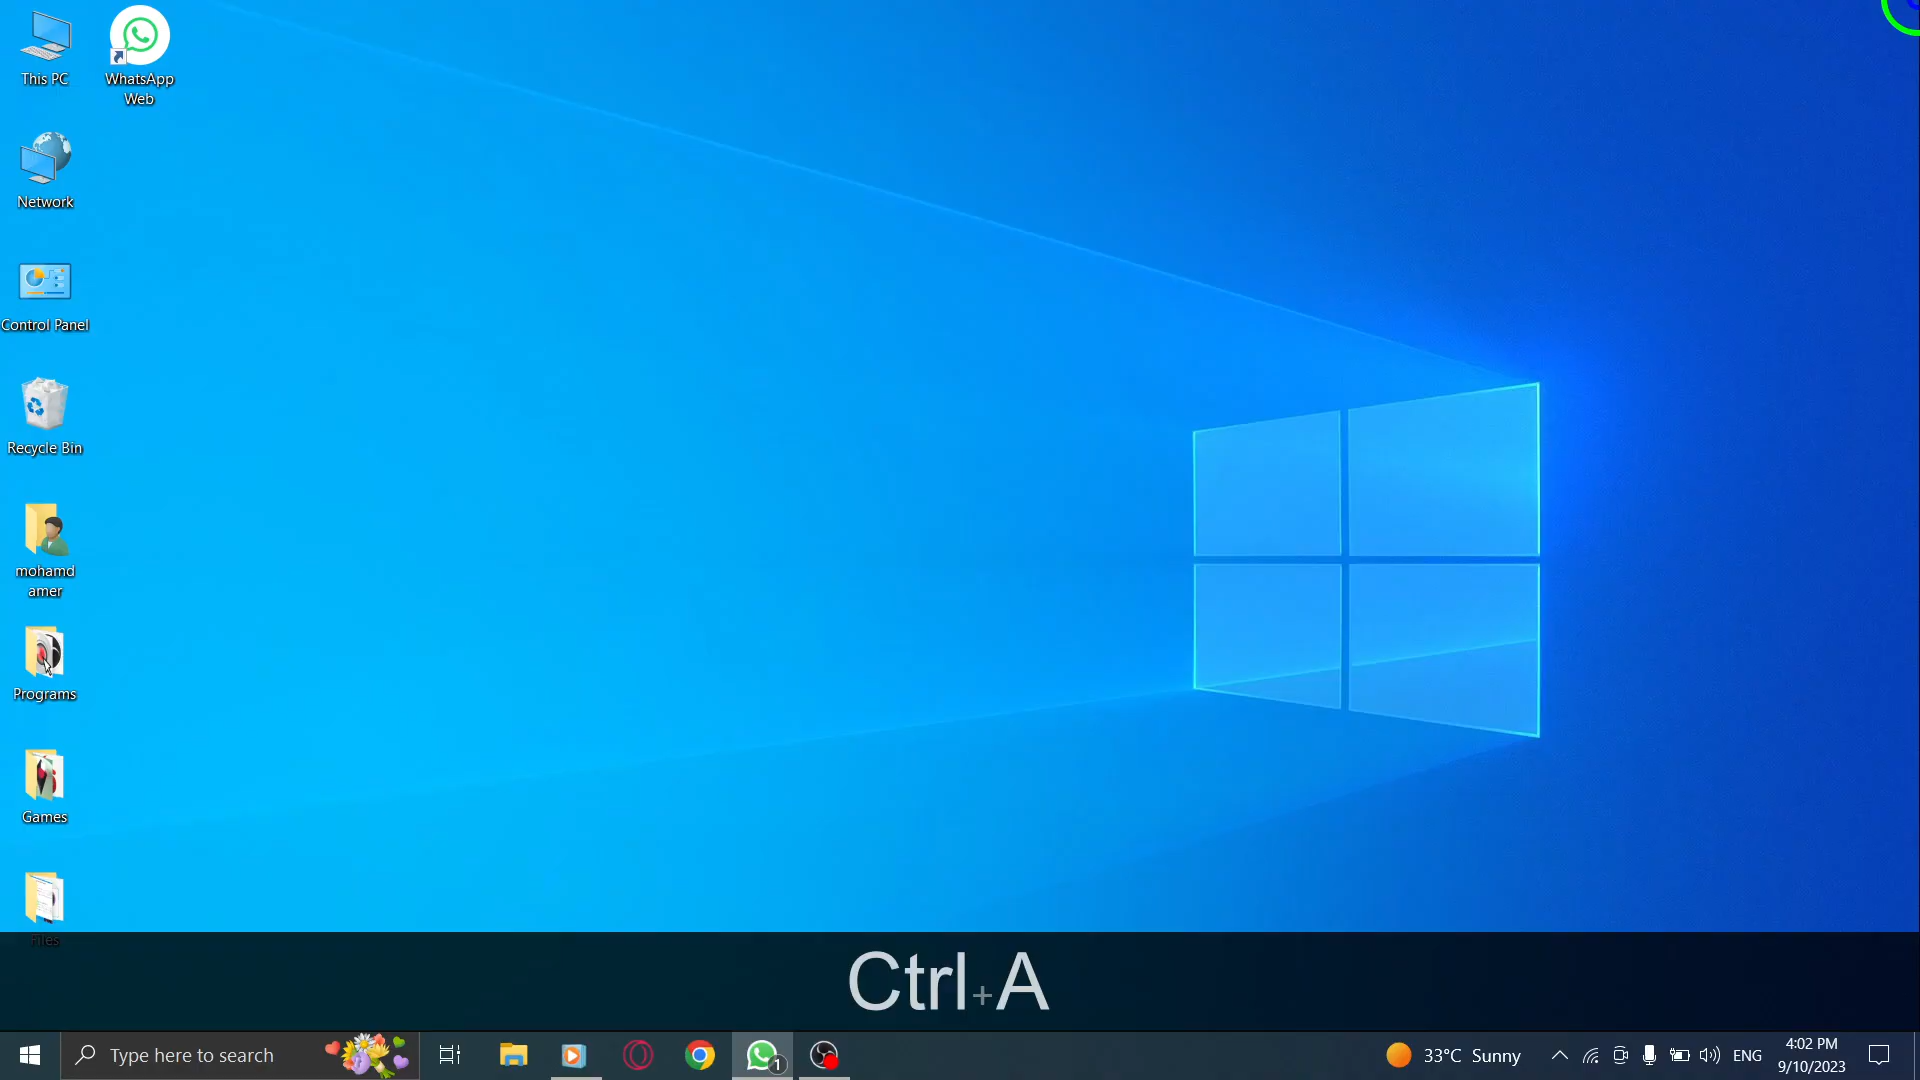 This PC
WhatsApp
Web
Network
Control Panel
Recycle Bin
mohamd
amer
Programs
Games
Files
Ctrl+A
Type here to search
1
33°C Sunny
ENG
4:02 PM
9/10/2023